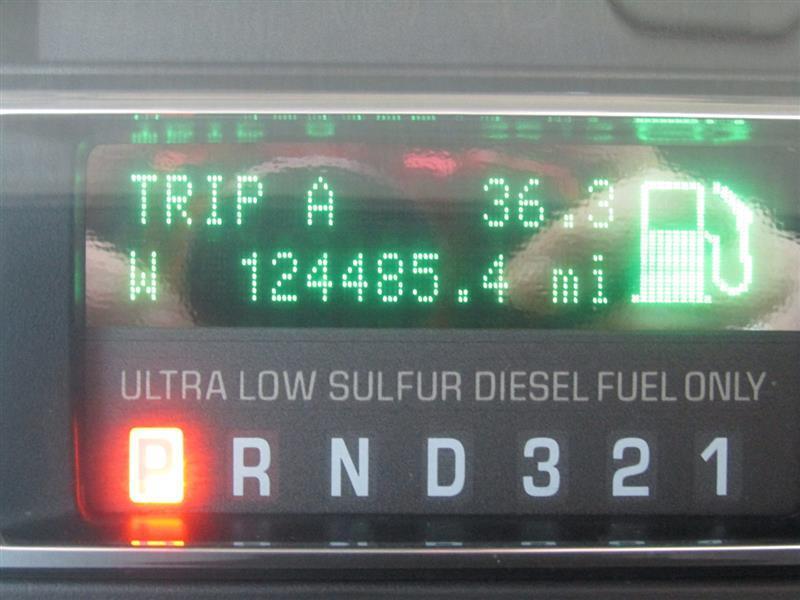 TRIP A 36.3
W 124485.4 mi
ULTRA LOW SULFUR DIESEL FUEL ONLY
P R N D 3 2 1